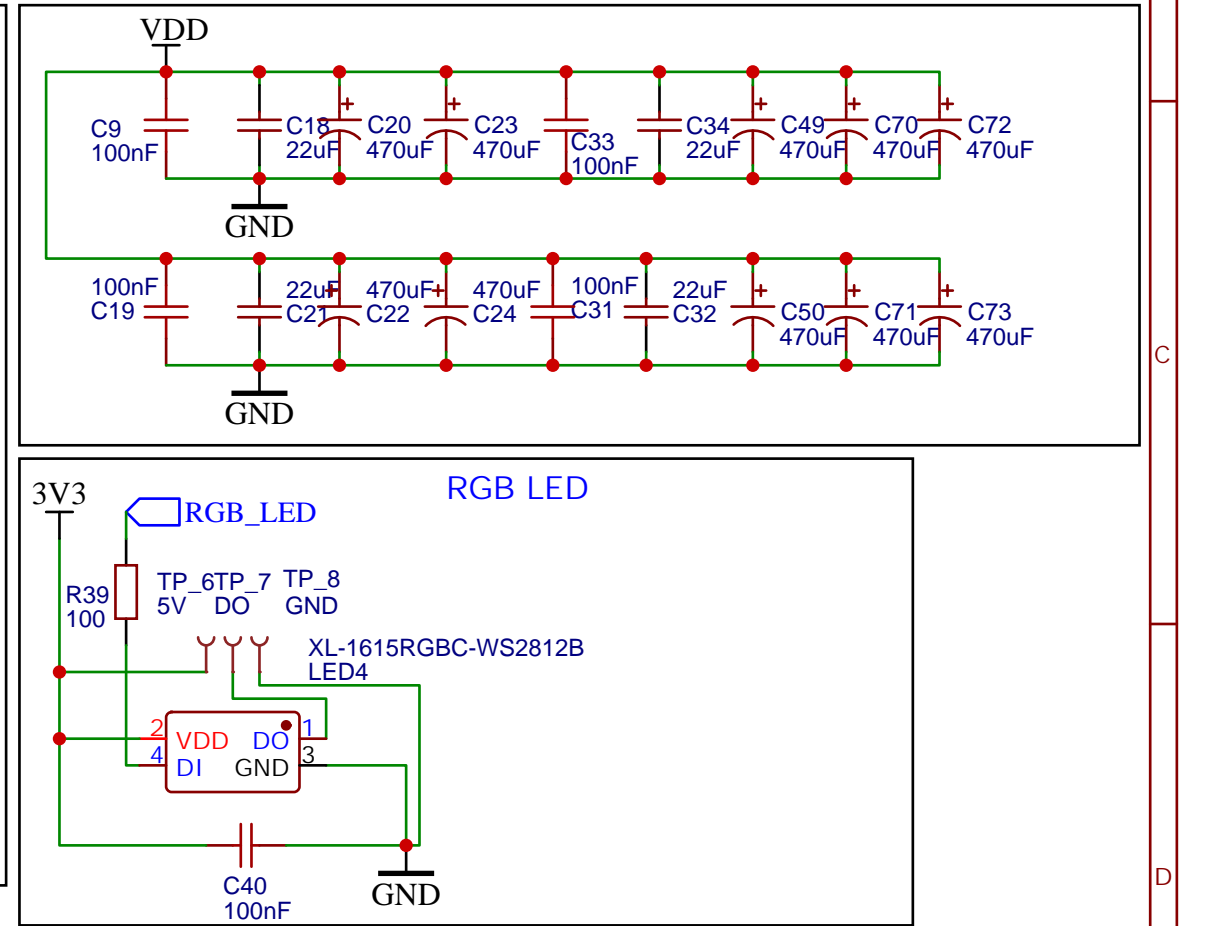 VDD
C9
100nF
C18
22uF
C20
470uF
C23
470uF
C33
100nF
C34
22uF
C49
470uF
C70
470uF
C72
470uF
GND
100nF
C19
22uF
C21
470uF
C22
470uF
C24
100nF
C31
22uF
C32
C50
470uF
C71
470uF
C73
470uF
GND
C
RGB LED
3V3
RGB_LED
R39
100
TP_6
5V
TP_7
DO
TP_8
GND
XL-1615RGBC-WS2812B
LED4
2 VDD DO 1
4 DI GND 3
C40
100nF
GND
D